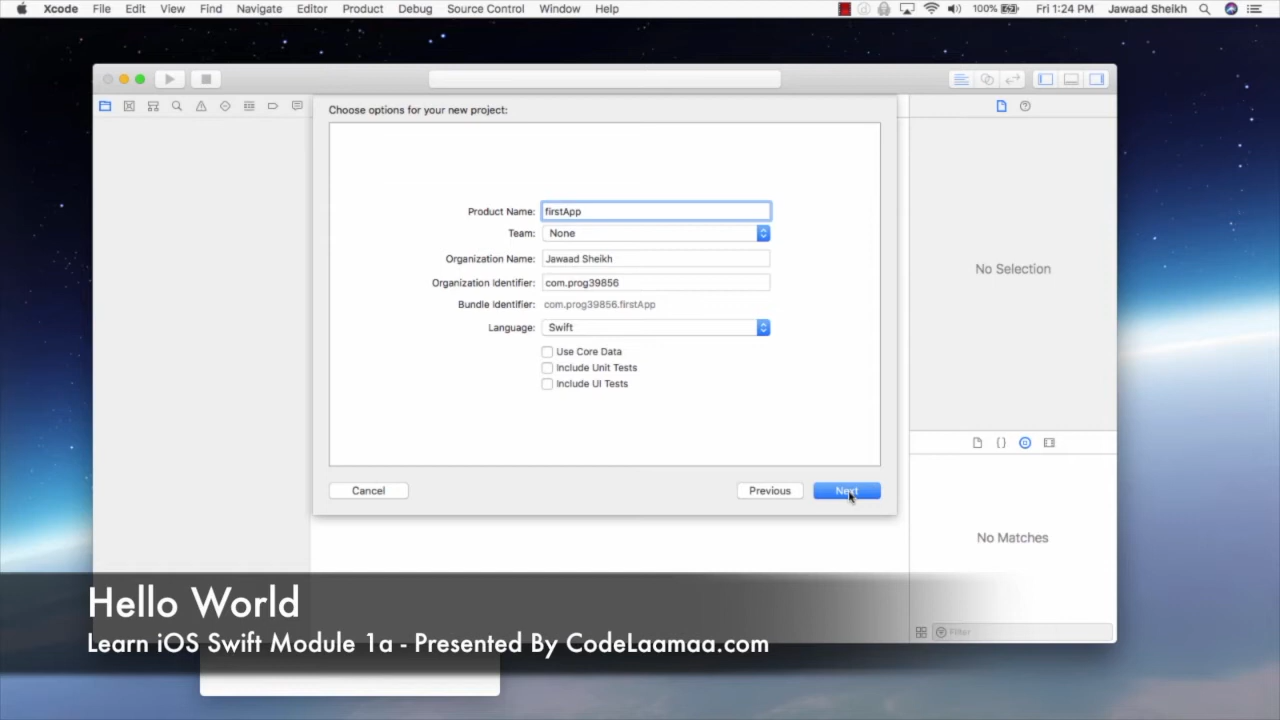 Xcode File Edit View Find Navigate Editor Product Debug Source Control Window Help 100% Fri 1:24 PM Jawaad Sheikh
Choose options for your new project:
Product Name: firstApp
Team: None
Organization Name: Jawaad Sheikh
Organization Identifier: com.prog39856
Bundle Identifier: com.prog39856.firstApp
Language: Swift
Use Core Data
Include Unit Tests
Include UI Tests
Cancel Previous Next
No Selection
No Matches
Filter
Hello World
Learn iOS Swift Module 1a - Presented By CodeLaamaa.com